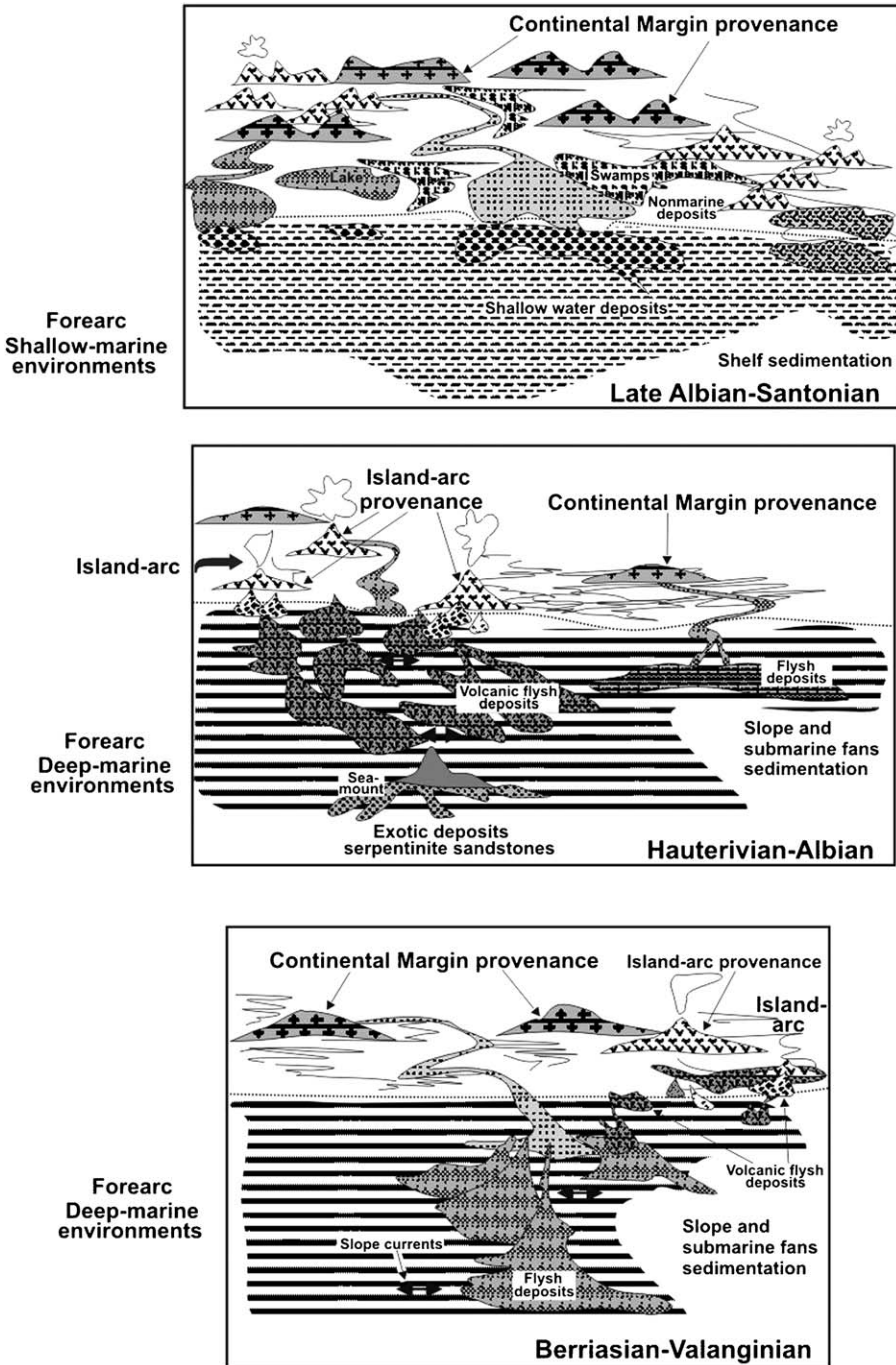 Continental Margin provenance
Lake
Swamps
Nonmarine
deposits
Shallow water deposits
Forearc
Shallow-marine
environments
Shelf sedimentation
Late Albian-Santonian
Island-arc
provenance
Continental Margin provenance
Island-arc
Flysh
deposits
Volcanic flysh
deposits
Forearc
Deep-marine
environments
Slope and
submarine fans
sedimentation
Sea-
mount
Exotic deposits
serpentinite sandstones
Hauterivian-Albian
Continental Margin provenance
Island-arc provenance
Island-
arc
Volcanic flysh
deposits
Forearc
Deep-marine
environments
Slope currents
Slope and
submarine fans
sedimentation
Flysh
deposits
Berriasian-Valanginian